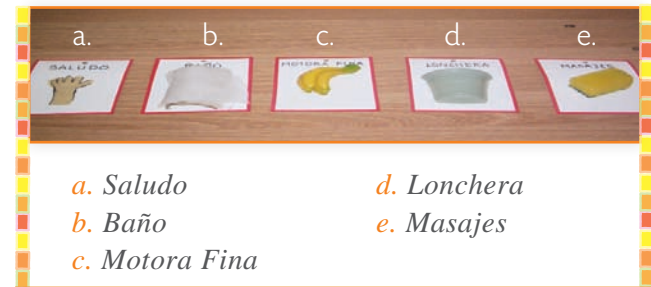 a. b. c. d. e.
SALUDO BAÑO MOTORA FINA LONCHERA MASAJES
a. Saludo
b. Baño
c. Motora Fina
d. Lonchera
e. Masajes